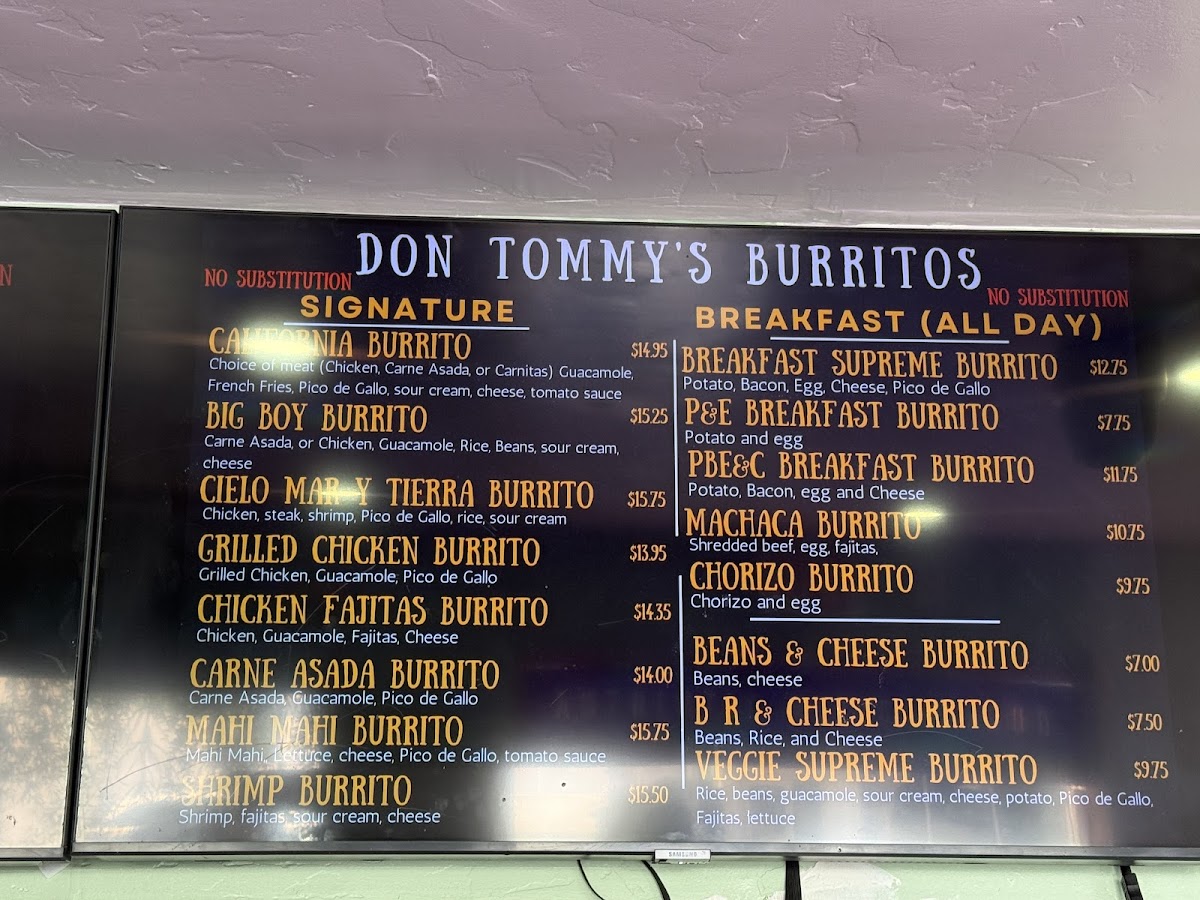 N
DON TOMMY'S BURRITOS
NO SUBSTITUTION
SIGNATURE
CALIFORNIA BURRITO $14.95
Choice of meat (Chicken, Carne Asada, or Carnitas) Guacamole,
French Fries, Pico de Gallo, sour cream, cheese, tomato sauce
BIG BOY BURRITO $15.25
Carne Asada, or Chicken, Guacamole, Rice, Beans, sour cream,
cheese
CIELO MAR Y TIERRA BURRITO $15.75
Chicken, steak, shrimp, Pico de Gallo, rice, sour cream
GRILLED CHICKEN BURRITO $13.95
Grilled Chicken, Guacamole, Pico de Gallo
CHICKEN FAJITAS BURRITO $14.35
Chicken, Guacamole, Fajitas, Cheese
CARNE ASADA BURRITO $14.00
Carne Asada, Guacamole, Pico de Gallo
MAHI MAHI BURRITO $15.75
Mahi Mahi, Lettuce, cheese, Pico de Gallo, tomato sauce
SHRIMP BURRITO $15.50
Shrimp, fajitas, sour cream, cheese
NO SUBSTITUTION
BREAKFAST (ALL DAY)
BREAKFAST SUPREME BURRITO $12.75
Potato, Bacon, Egg, Cheese, Pico de Gallo
P&E BREAKFAST BURRITO $7.75
Potato and egg
PBE&C BREAKFAST BURRITO $11.75
Potato, Bacon, egg and Cheese
MACHACA BURRITO $10.75
Shredded beef, egg, fajitas,
CHORIZO BURRITO $9.75
Chorizo and egg
BEANS & CHEESE BURRITO $7.00
Beans, cheese
B R & CHEESE BURRITO $7.50
Beans, Rice, and Cheese
VEGGIE SUPREME BURRITO $9.75
Rice, beans, guacamole, sour cream, cheese, potato, Pico de Gallo,
Fajitas, lettuce
SAMSUNG